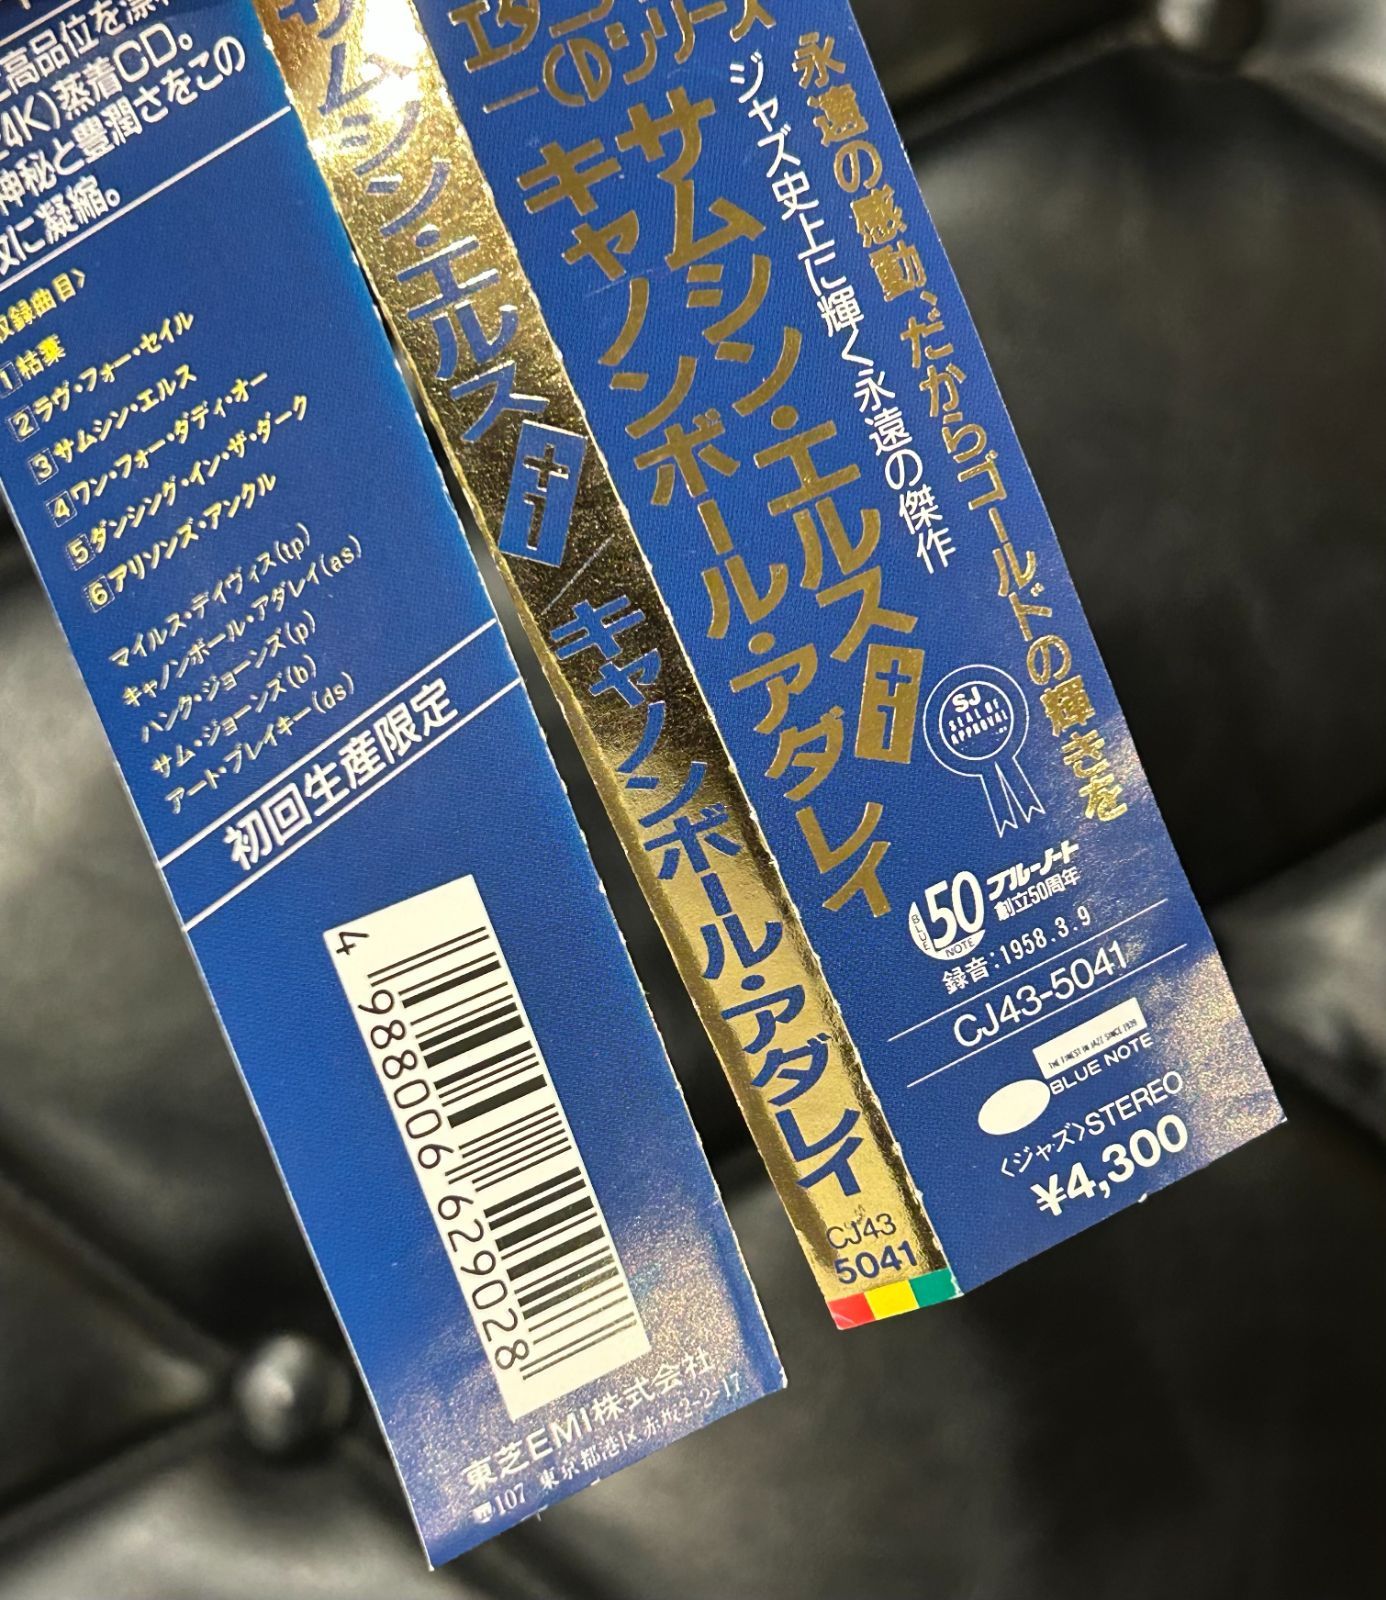 高品位を
4K)蒸着CD。
神秘と豊潤さをこの
に凝縮。
収録曲目〉
1 枯葉
2 ラヴ・フォー・セイル
3 サムシン・エルス
4 ワン・フォー・ダディ・オー
5 ダンシング・イン・ザ・ダーク
6 アリソンズ・アンクル
マイルス・デイヴィス(tp)
キャノンボール・アダレイ(as)
ハンク・ジョーンズ(p)
サム・ジョーンズ(b)
アート・ブレイキー(ds)
初回生産限定
4 988006 629028
東芝EMI株式会社
〒107 東京都港区赤坂2-2-17
サムシン・エルス+1/キャノンボール・アダレイ
CJ43
5041
CDシリーズ
サムシン・エルス+1
キャノンボール・アダレイ
ジャズ史上に輝く永遠の傑作
永遠の感動、だからゴールドの輝きを
SJ
SEAL OF
APPROVAL
BLUE
50
NOTE
ブルーノート
創立50周年
録音:1958.3.9
CJ43-5041
THE FINEST IN JAZZ SINCE 1939
BLUE NOTE
〈ジャズ〉STEREO
¥4,300